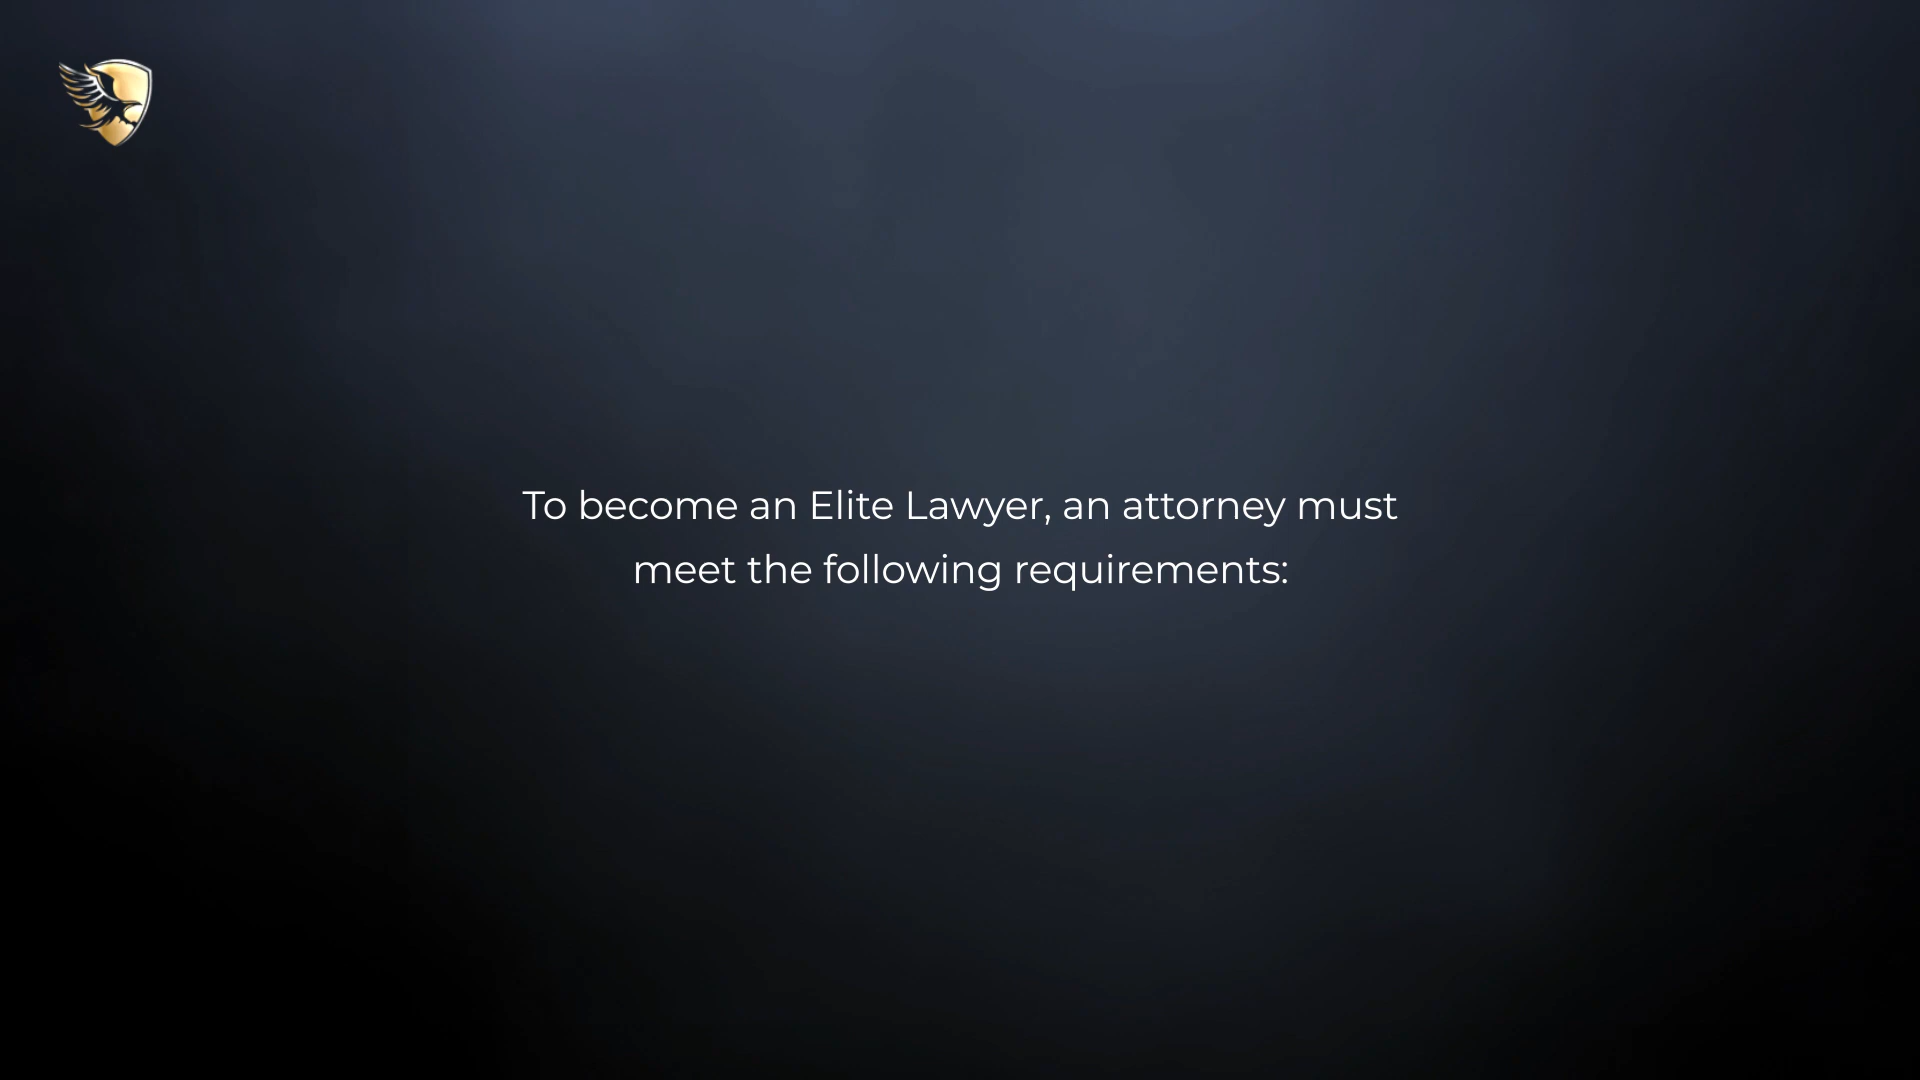 To become an Elite Lawyer, an attorney must
meet the following requirements: